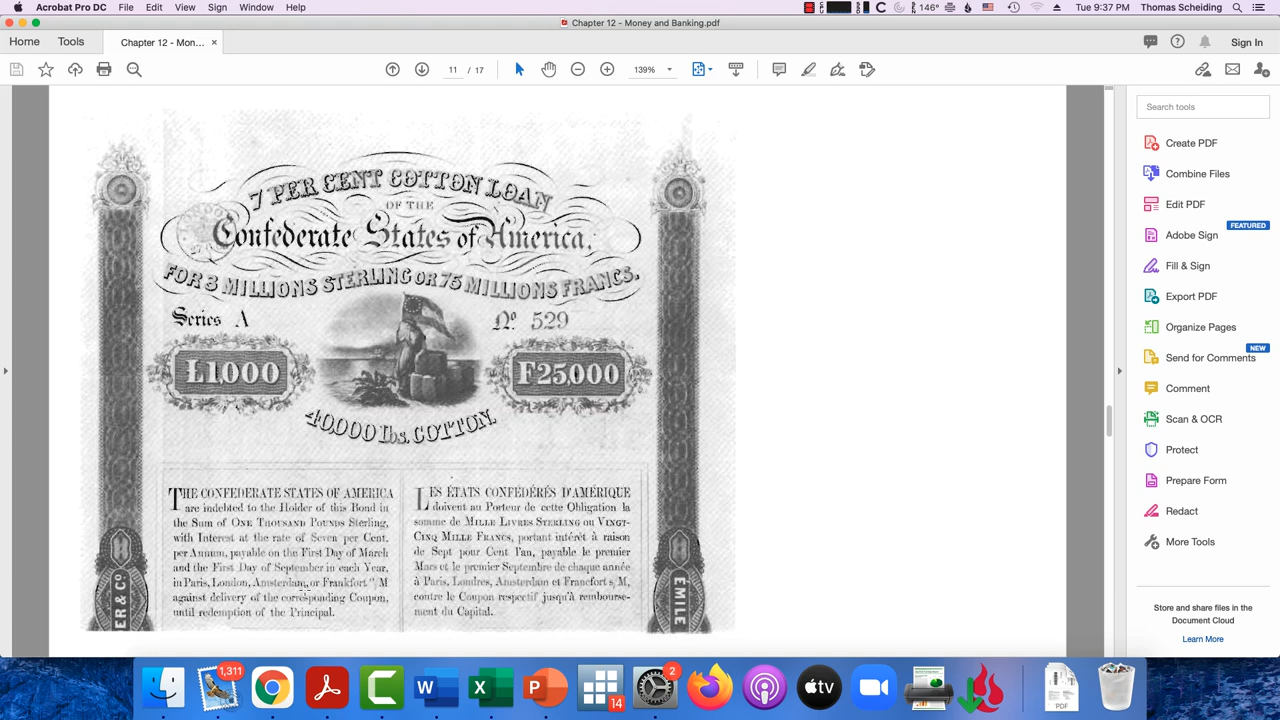 Acrobat Pro DC File Edit View Sign Window Help 146° Tue 9:37 PM Thomas Scheiding
Chapter 12 - Money and Banking.pdf
Home Tools Chapter 12 - Mon... × Sign In
11 / 17 139%
Search tools
Create PDF
Combine Files
Edit PDF
FEATURED
Adobe Sign
Fill & Sign
Export PDF
Organize Pages
NEW
Send for Comments
Comment
Scan & OCR
Protect
Prepare Form
Redact
More Tools
Store and share files in the
Document Cloud
Learn More
7 PER CENT COTTON LOAN
OF THE
Confederate States of America,
FOR 3 MILLIONS STERLING OR 75 MILLIONS FRANCS.
Series A Nº 529
Ł1000 F25,000
40,000 lbs. COTTON.
THE CONFEDERATE STATES OF AMERICA
are indebted to the Holder of this Bond in
the Sum of ONE THOUSAND POUNDS Sterling,
with Interest at the rate of Seven per Cent.
per Annum, payable on the First Day of March
and the First Day of September in each Year,
in Paris, London, Amsterdam, or Frankfort s/M
against delivery of the corresponding Coupon,
until redemption of the Principal.
LES ÉTATS CONFÉDÉRÉS D'AMÉRIQUE
doivent au Porteur de cette Obligation la
somme de MILLE LIVRES STERLING ou VINGT-
CINQ MILLE FRANCS, portant intérêt à raison
de Sept pour Cent l'an, payable le premier
Mars et le premier Septembre de chaque année
à Paris, Londres, Amsterdam et Francfort s/M,
contre le Coupon respectif jusqu'à rembourse-
ment du Capital.
ER & CO
ÉMILE
1,311
W X P 14 2 tv
PDF